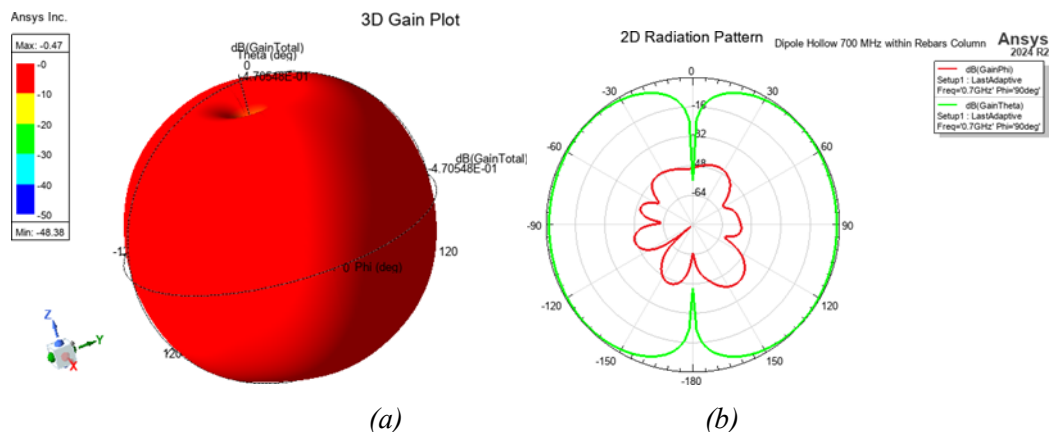 Ansys Inc.
3D Gain Plot
Max: -0.47
-0
-10
-20
-30
-40
-50
Min: -48.38
dB(GainTotal)
Theta (deg)
0
-4.70548E-01
dB(GainTotal)
-4.70548E-01
120
0 Phi (deg)
-12
120
Z
Y
X
(a)
2D Radiation Pattern
Dipole Hollow 700 MHz within Rebars Column
Ansys
2024 R2
dB(GainPhi)
Setup1 : LastAdaptive
Freq='0.7GHz' Phi='90deg'
dB(GainTheta)
Setup1 : LastAdaptive
Freq='0.7GHz' Phi='90deg'
0
-30
30
-16
-32
-60
60
-48
-64
-90
90
-120
120
-150
150
-180
(b)